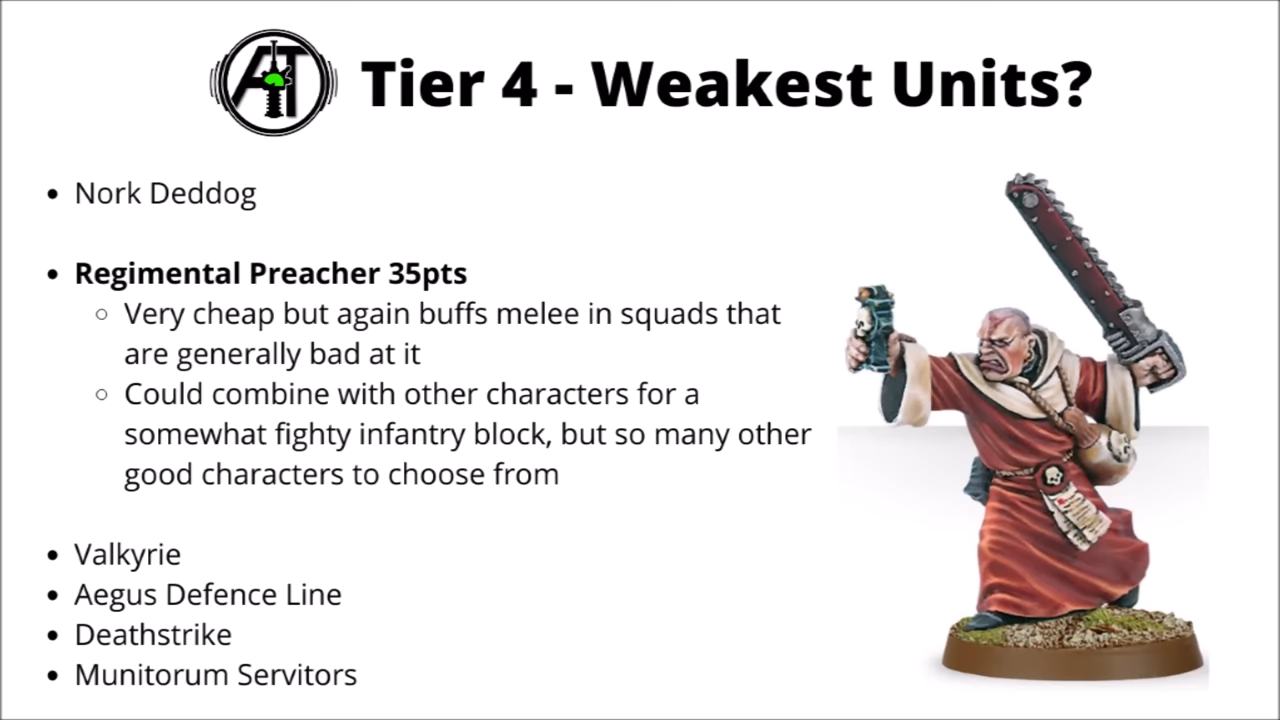 AT
Tier 4 - Weakest Units?
• Nork Deddog
• Regimental Preacher 35pts
○ Very cheap but again buffs melee in squads that
are generally bad at it
○ Could combine with other characters for a
somewhat fighty infantry block, but so many other
good characters to choose from
• Valkyrie
• Aegus Defence Line
• Deathstrike
• Munitorum Servitors